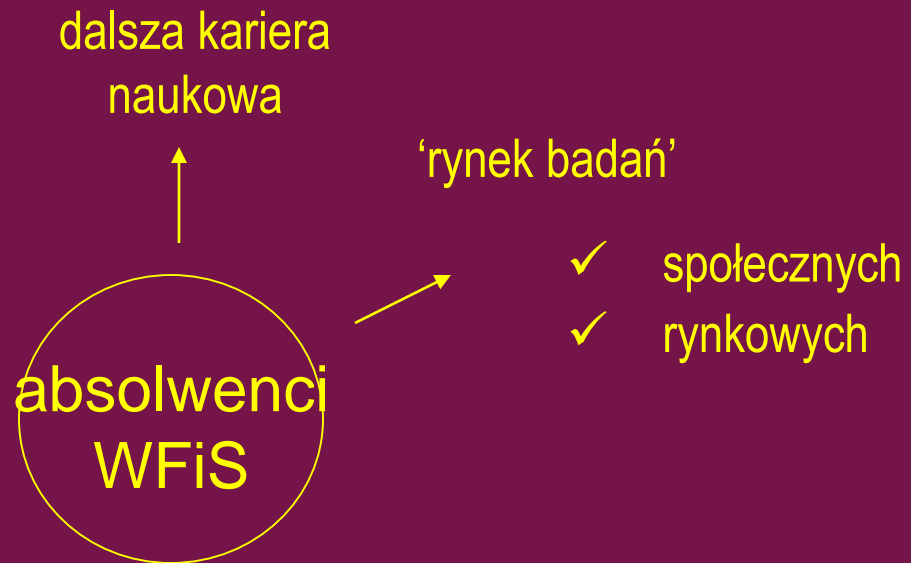 dalsza kariera
naukowa
‘rynek badań’
✓ społecznych
✓ rynkowych
absolwenci
WFiS